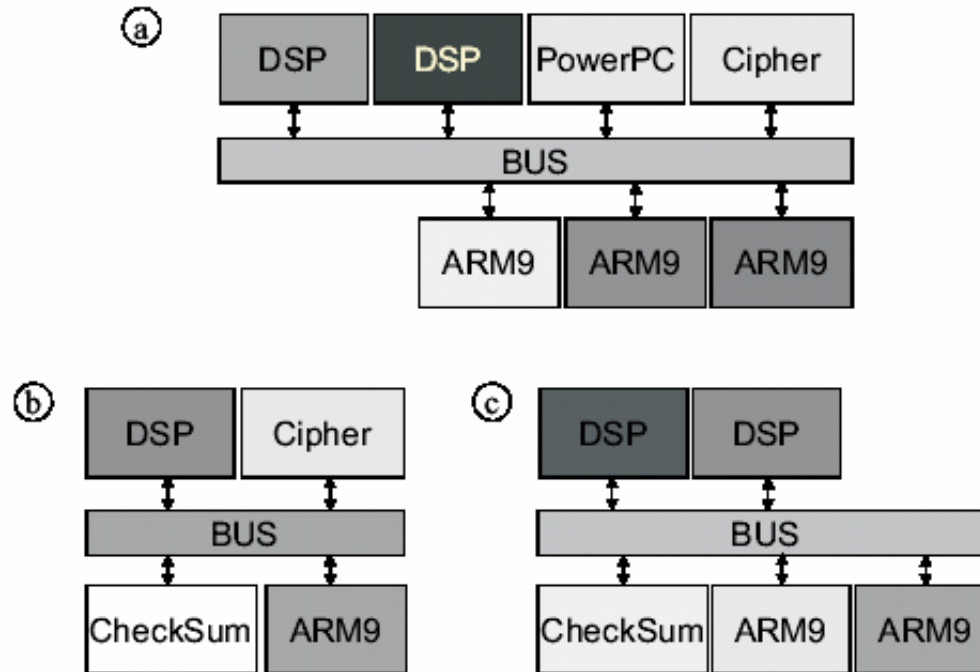 a
DSP DSP PowerPC Cipher
BUS
ARM9 ARM9 ARM9
b
DSP Cipher
BUS
CheckSum ARM9
c
DSP DSP
BUS
CheckSum ARM9 ARM9